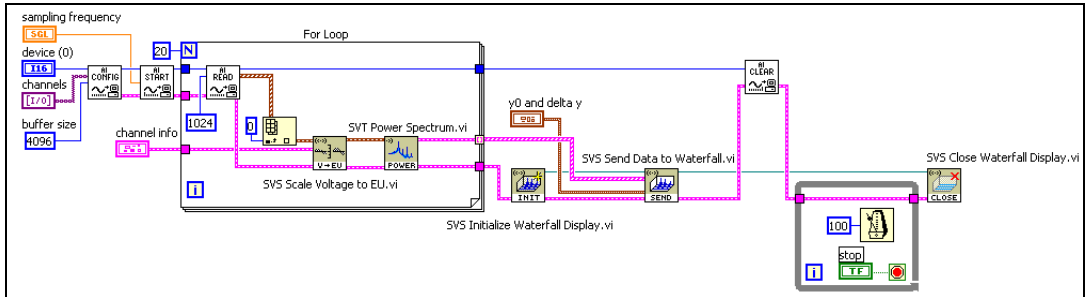 sampling frequency
SGL
device (0)
I16
channels
[I/O]
buffer size
4096
AI
CONFIG
AI
START
20
N
For Loop
AI
READ
1024
channel info
0
SVT Power Spectrum.vi
V→EU
POWER
SVS Scale Voltage to EU.vi
i
y0 and delta y
INIT
SVS Initialize Waterfall Display.vi
SVS Send Data to Waterfall.vi
SEND
AI
CLEAR
SVS Close Waterfall Display.vi
CLOSE
100
stop
TF
i